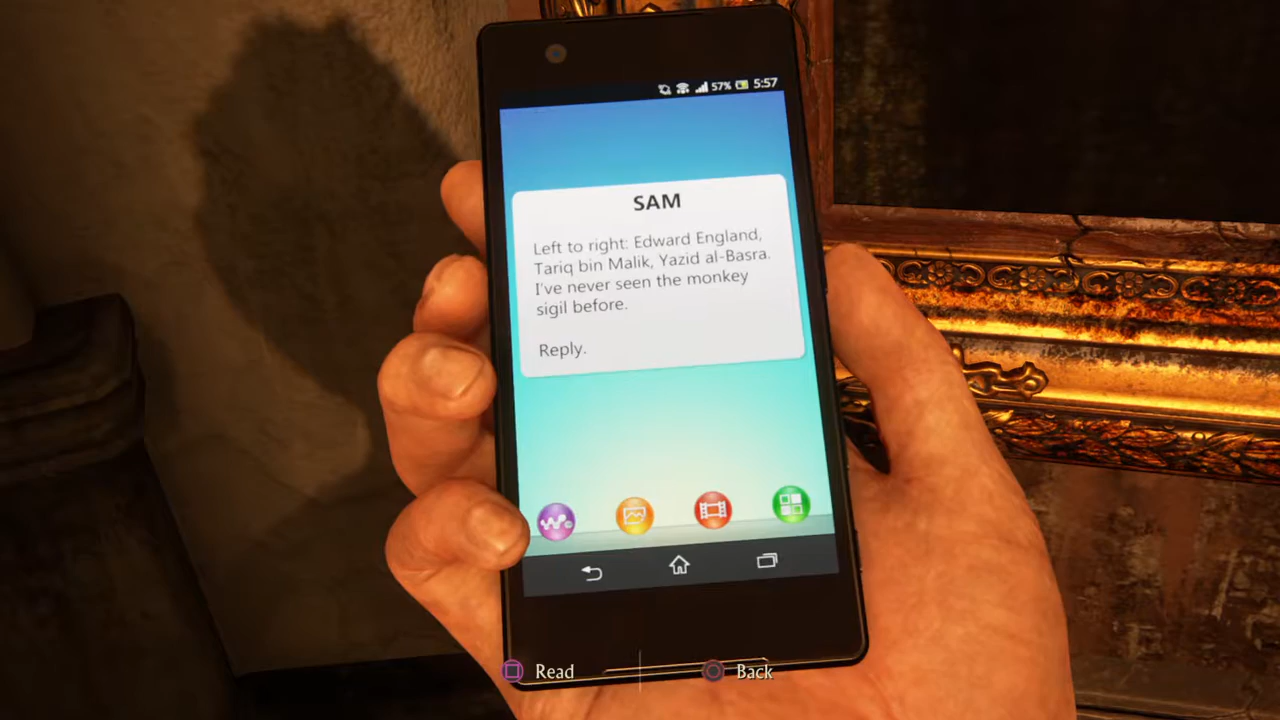 57% 5:57
SAM
Left to right: Edward England,
Tariq bin Malik, Yazid al-Basra.
I've never seen the monkey
sigil before.
Reply.
Read Back